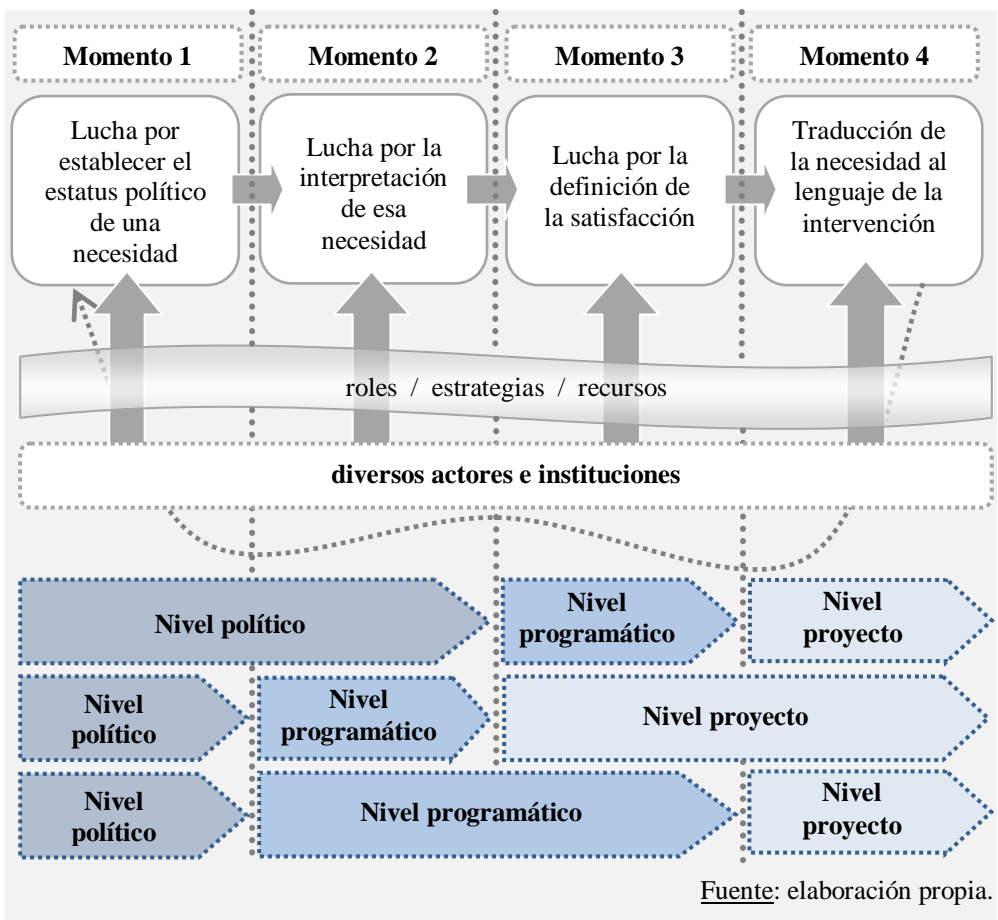 Momento 1
Momento 2
Momento 3
Momento 4
Lucha por
establecer el
estatus político
de una
necesidad
Lucha por la
interpretación
de esa
necesidad
Lucha por la
definición de
la satisfacción
Traducción de
la necesidad al
lenguaje de la
intervención
roles / estrategias / recursos
diversos actores e instituciones
Nivel político
Nivel
programático
Nivel
proyecto
Nivel
político
Nivel
programático
Nivel proyecto
Nivel
político
Nivel programático
Nivel
proyecto
Fuente: elaboración propia.